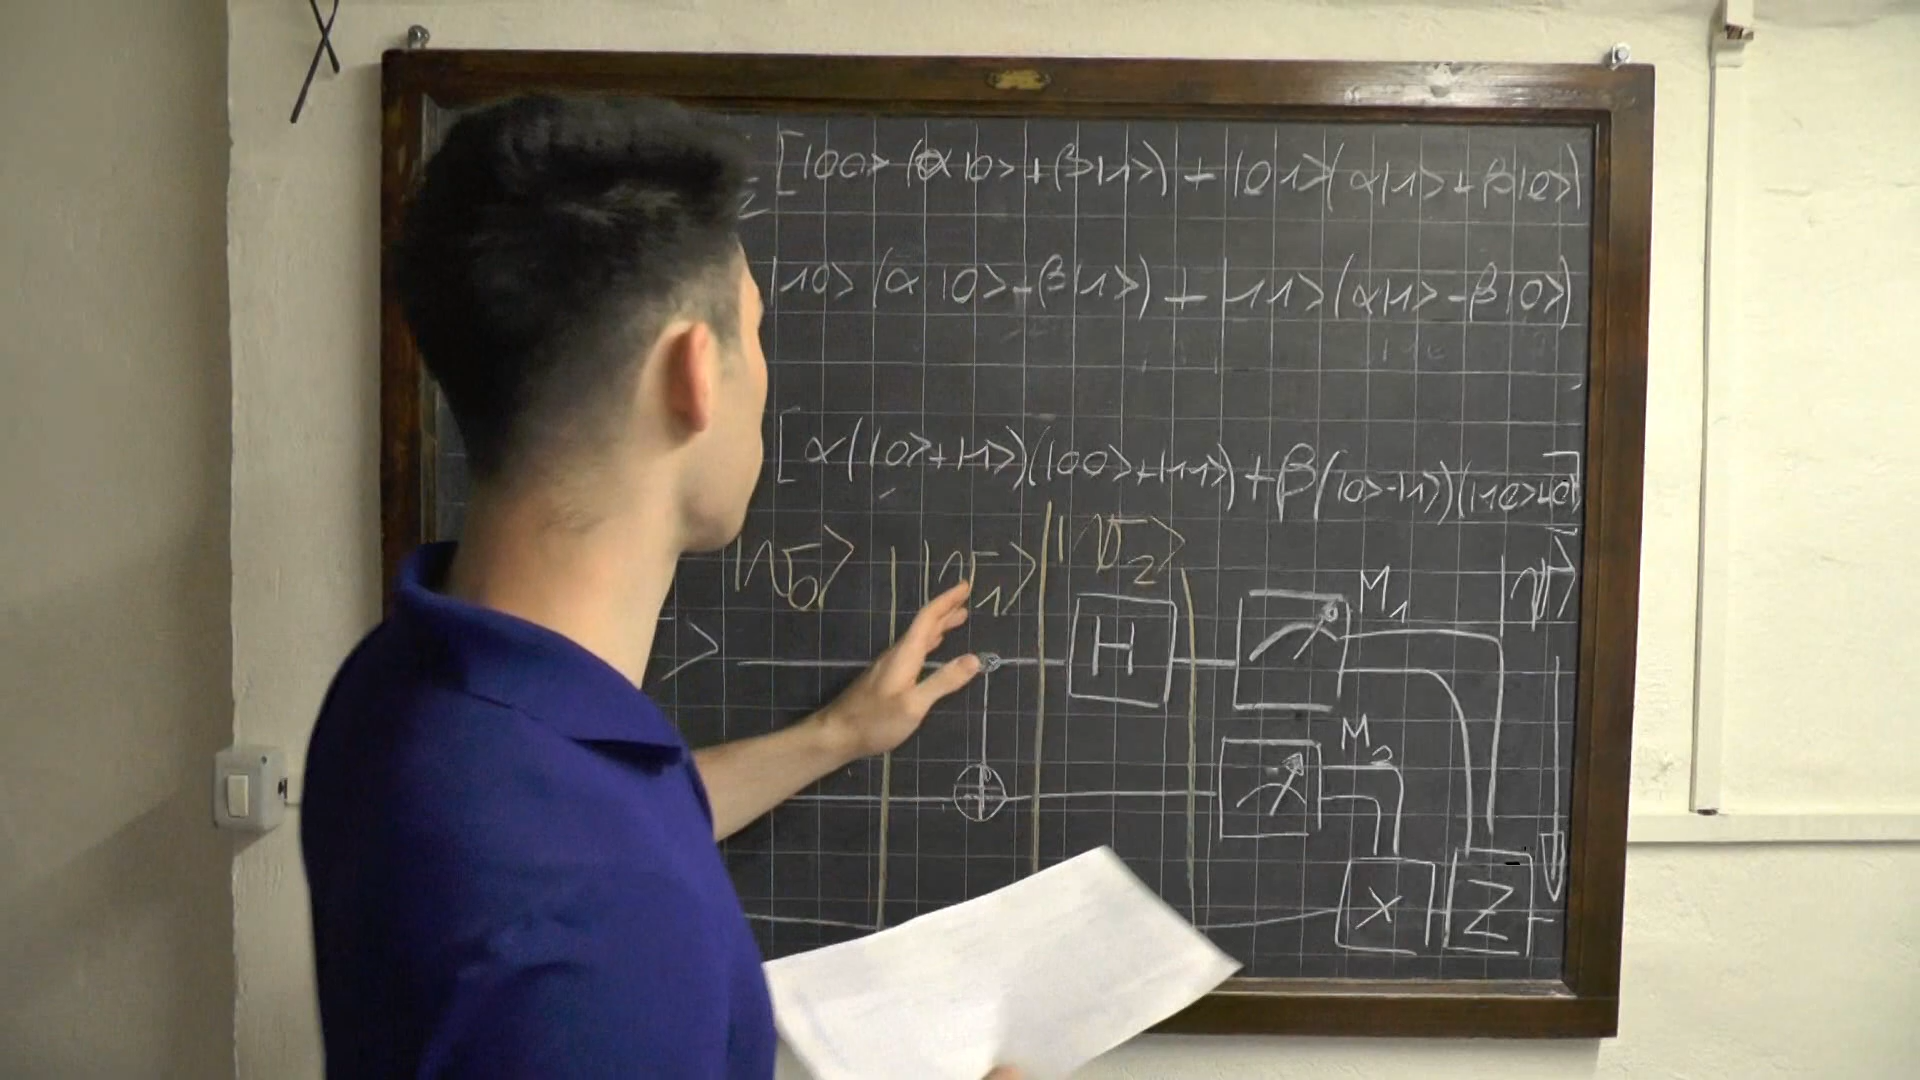 [|00> (α|0> + β|1>) + |01> (α|1> + β|0>)
|10> (α|0> - β|1>) + |11> (α|1> - β|0>)
[α(|0>+|1>)(|00>+|11>) + β(|0>-|1>)(|10>+
|ψ0> |ψ1> |ψ2> |ψ>
H M1
M2
X Z